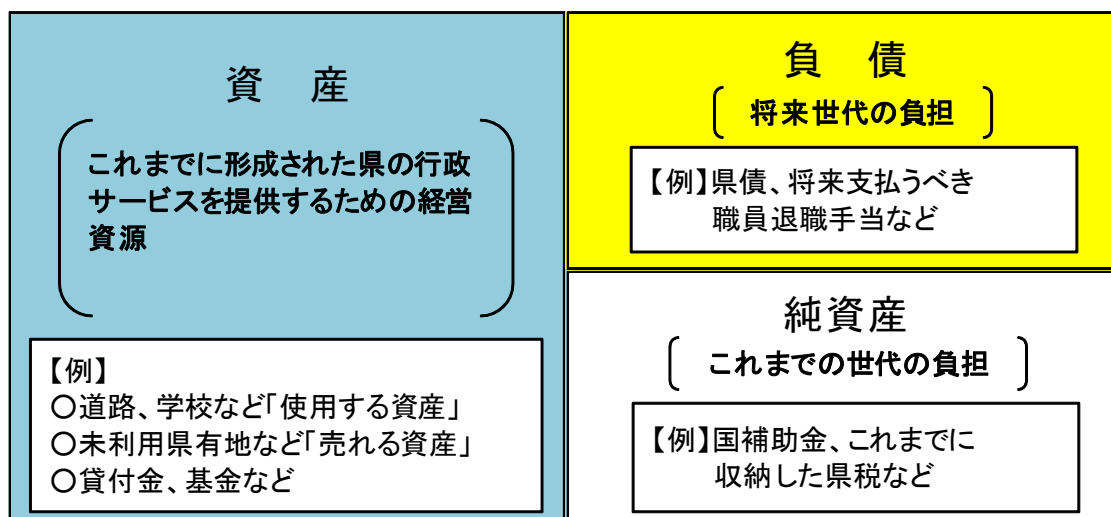 資　産
これまでに形成された県の行政
サービスを提供するための経営
資源
【例】
〇道路、学校など「使用する資産」
〇未利用県有地など「売れる資産」
〇貸付金、基金など
負　債
将来世代の負担
【例】県債、将来支払うべき
職員退職手当など
純資産
これまでの世代の負担
【例】国補助金、これまでに
収納した県税など